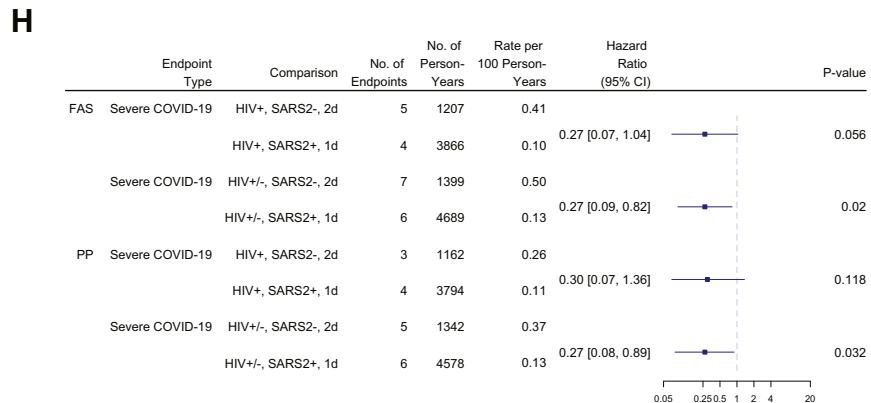 H
No. of Rate per Hazard
Endpoint No. of Person- 100 Person- Ratio
Type Comparison Endpoints Years Years (95% CI) P-value
FAS Severe COVID-19 HIV+, SARS2-, 2d 5 1207 0.41
0.27 [0.07, 1.04] 0.056
HIV+, SARS2+, 1d 4 3866 0.10
Severe COVID-19 HIV+/-, SARS2-, 2d 7 1399 0.50
0.27 [0.09, 0.82] 0.02
HIV+/-, SARS2+, 1d 6 4689 0.13
PP Severe COVID-19 HIV+, SARS2-, 2d 3 1162 0.26
0.30 [0.07, 1.36] 0.118
HIV+, SARS2+, 1d 4 3794 0.11
Severe COVID-19 HIV+/-, SARS2-, 2d 5 1342 0.37
0.27 [0.08, 0.89] 0.032
HIV+/-, SARS2+, 1d 6 4578 0.13
0.05 0.25 0.5 1 2 4 20